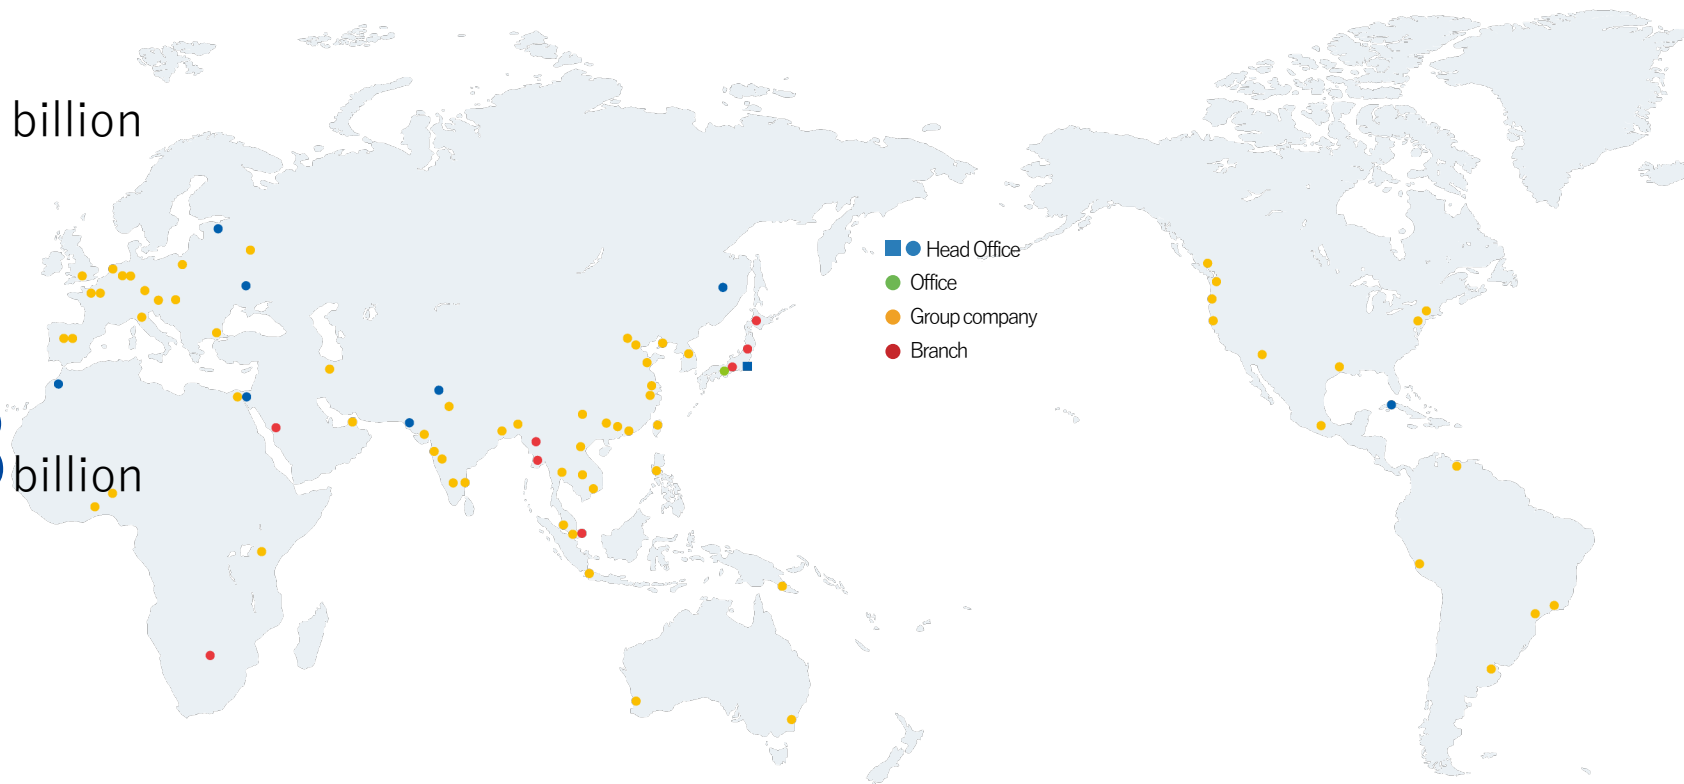 billion
Head Office
Office
Group company
Branch
billion